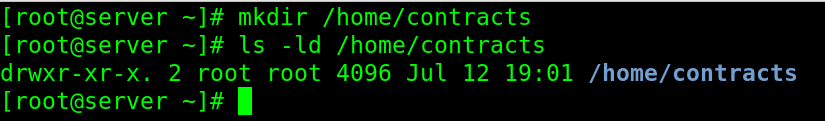 [root@server ~]# mkdir /home/contracts
[root@server ~]# ls -ld /home/contracts
drwxr-xr-x. 2 root root 4096 Jul 12 19:01 /home/contracts
[root@server ~]#